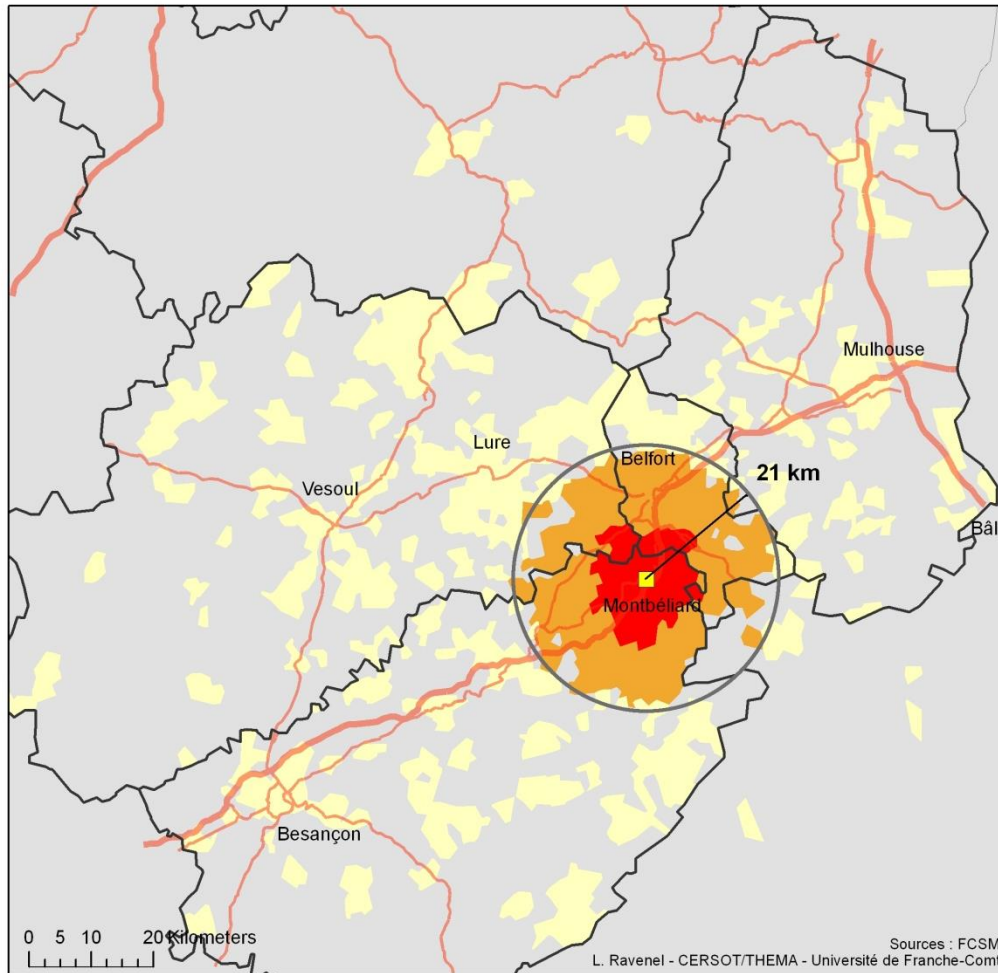 Mulhouse
Lure
Belfort
21 km
Vesoul
Bâl
Montbéliard
Besançon
0 5 10 20 Kilometers
Sources : FCSM
L. Ravenel - CERSOT/THEMA - Université de Franche-Comt